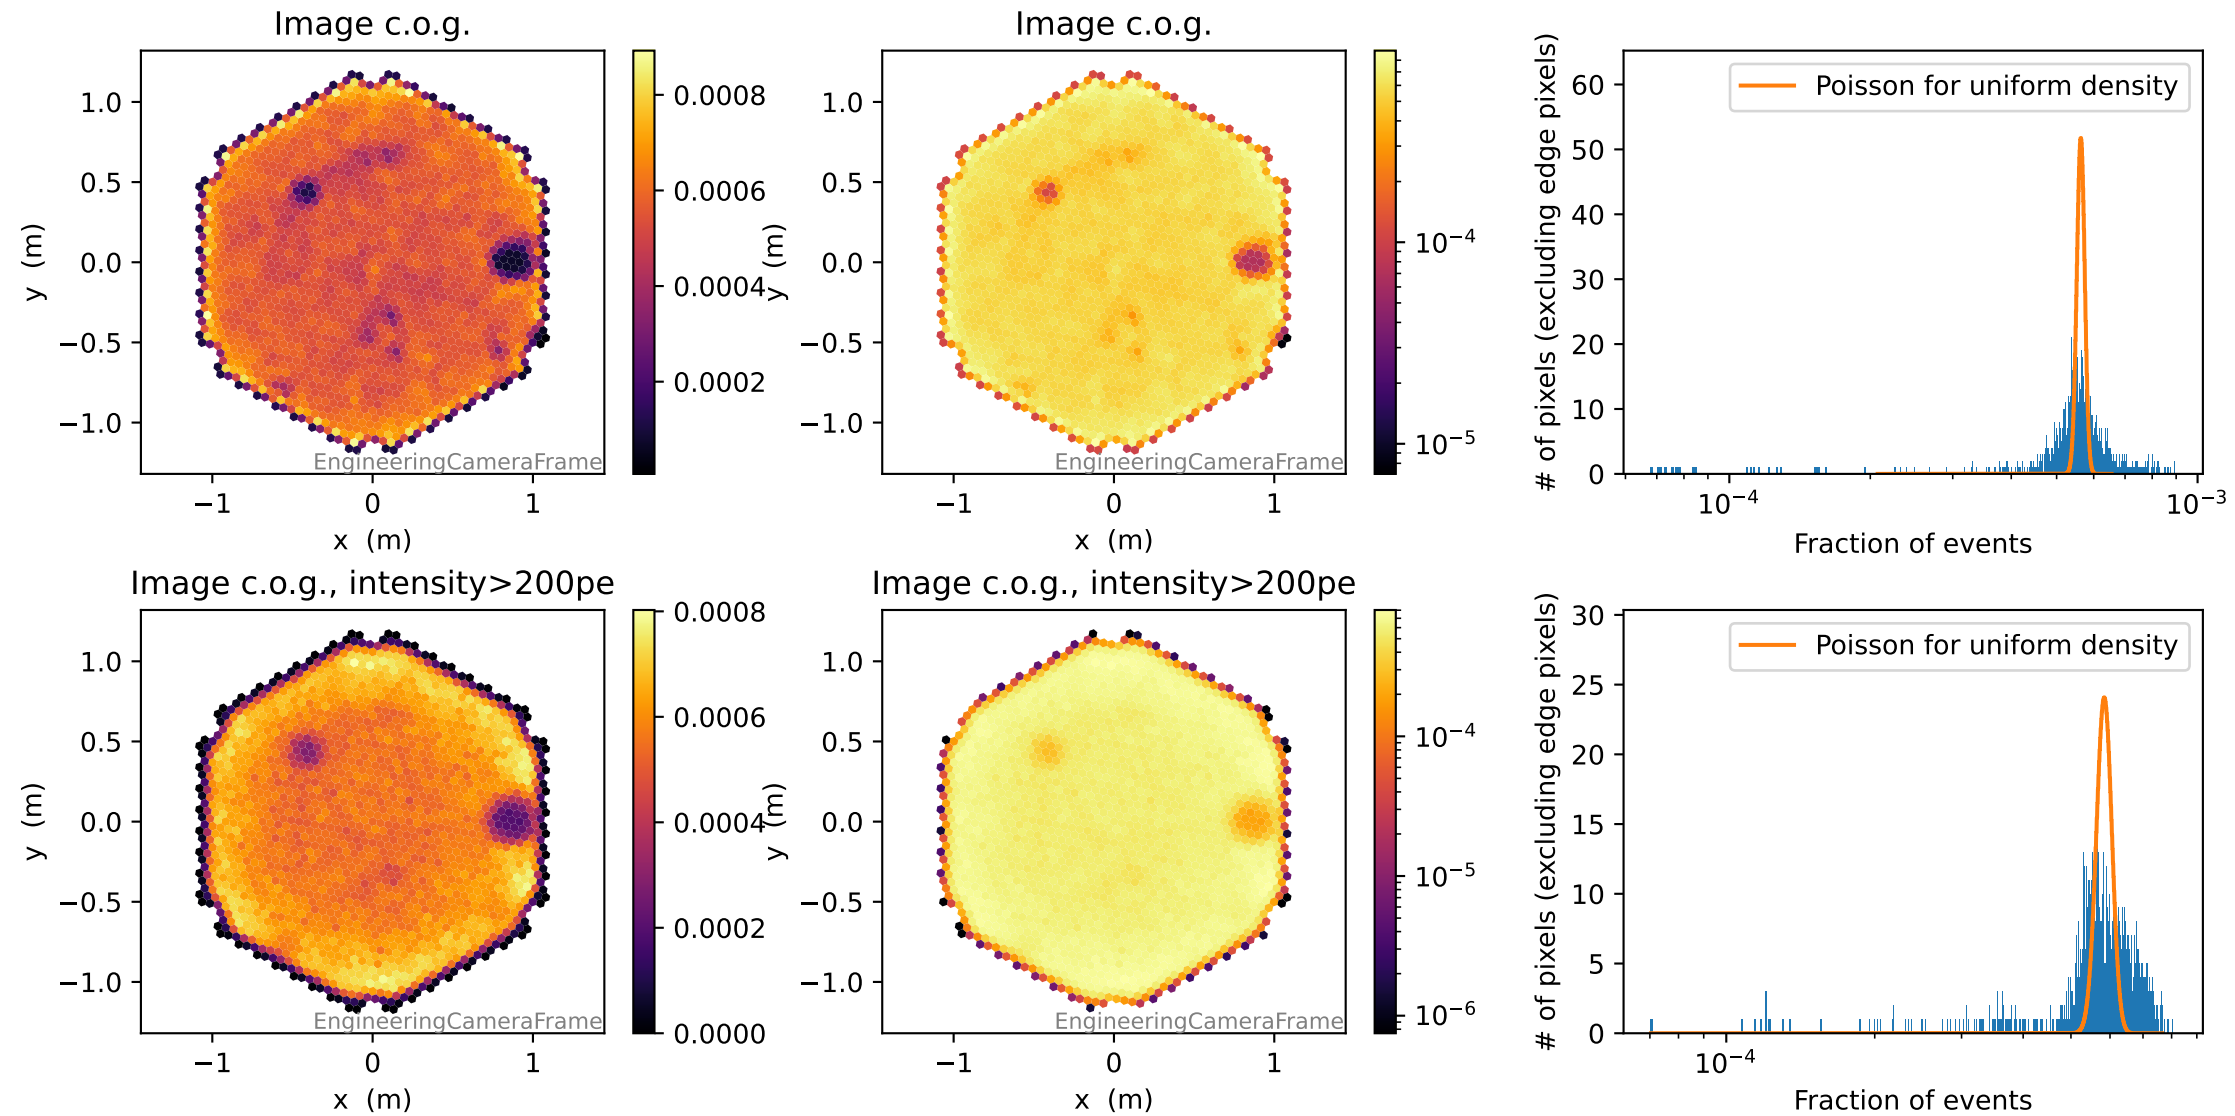 Image c.o.g.
1.0
0.5
0.0
−0.5
−1.0
y (m)
−1
0
1
x (m)
EngineeringCameraFrame
0.0008
0.0006
0.0004
0.0002
Image c.o.g.
1.0
0.5
0.0
−0.5
−1.0
y (m)
−1
0
1
x (m)
EngineeringCameraFrame
10⁻⁴
10⁻⁵
# of pixels (excluding edge pixels)
60
50
40
30
20
10
0
Poisson for uniform density
10⁻⁴
10⁻³
Fraction of events
Image c.o.g., intensity>200pe
1.0
0.5
0.0
−0.5
−1.0
y (m)
−1
0
1
x (m)
EngineeringCameraFrame
0.0008
0.0006
0.0004
0.0002
0.0000
Image c.o.g., intensity>200pe
1.0
0.5
0.0
−0.5
−1.0
y (m)
−1
0
1
x (m)
EngineeringCameraFrame
10⁻⁴
10⁻⁵
10⁻⁶
# of pixels (excluding edge pixels)
30
25
20
15
10
5
0
Poisson for uniform density
10⁻⁴
Fraction of events